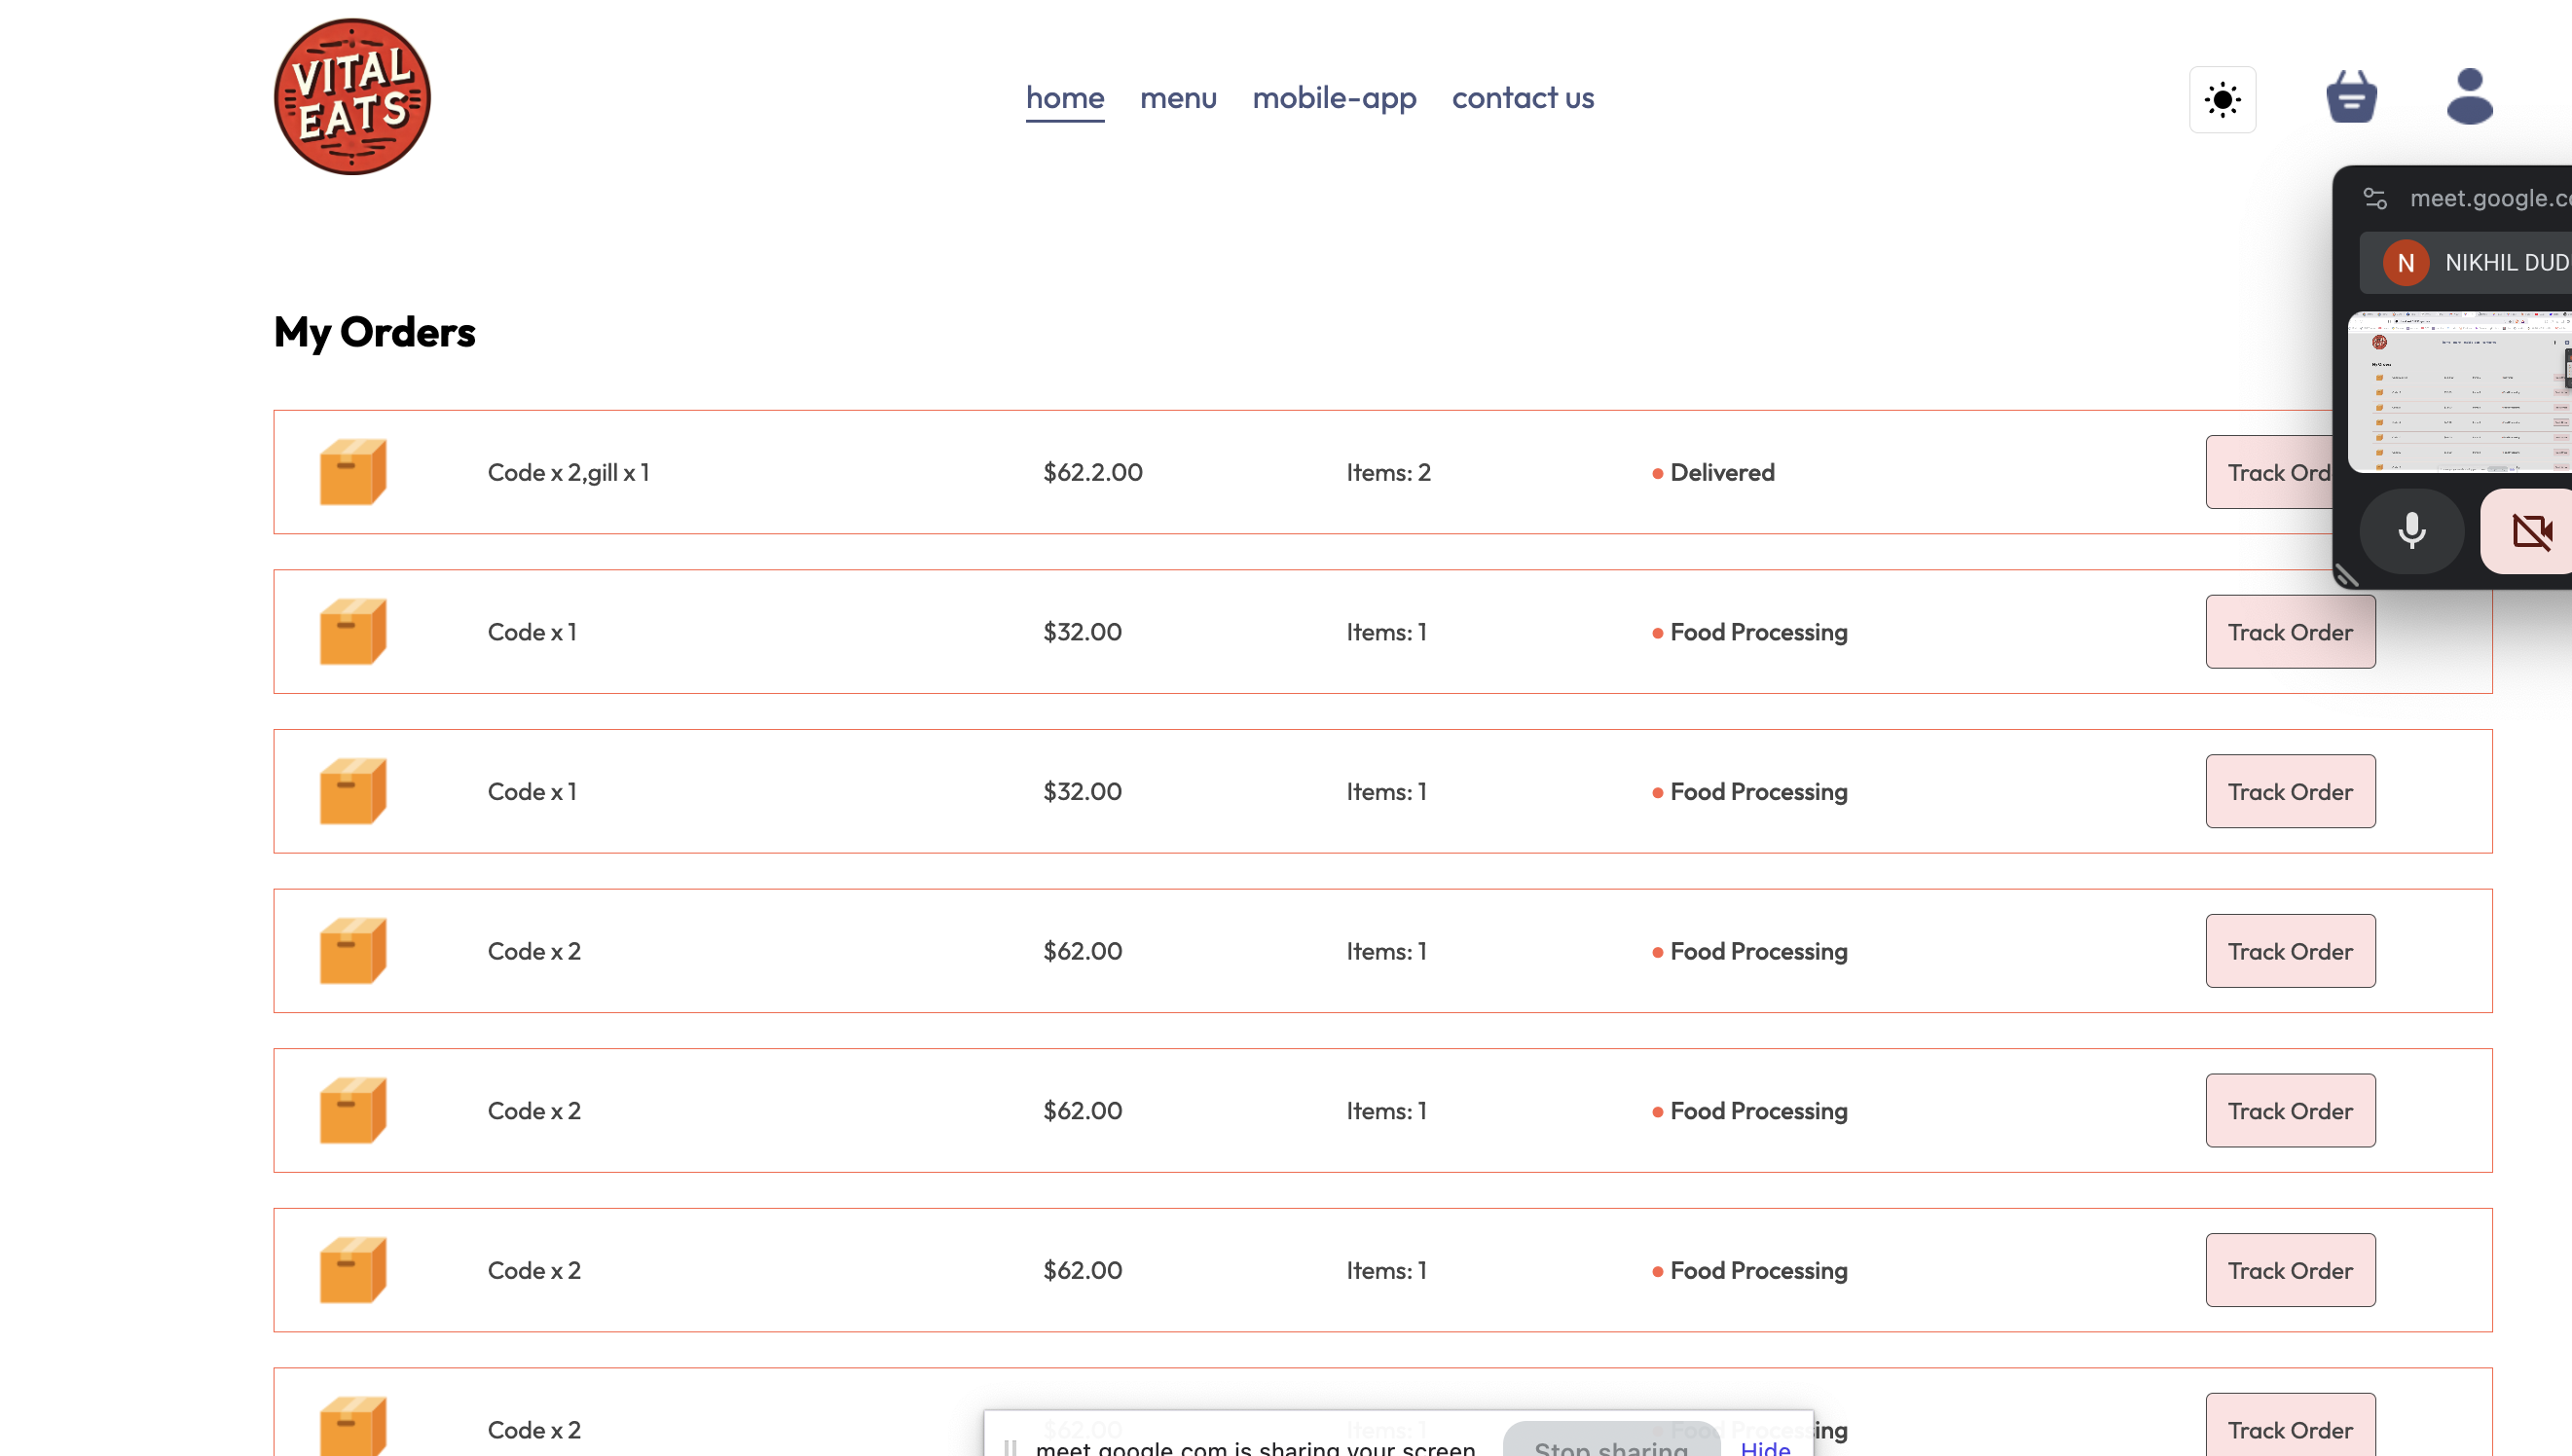 VITAL
EATS
home menu mobile-app contact us
meet.google.c
N NIKHIL DUD
My Orders
Code x 2,gill x 1 $62.2.00 Items: 2 Delivered Track Ord
Code x 1 $32.00 Items: 1 Food Processing Track Order
Code x 1 $32.00 Items: 1 Food Processing Track Order
Code x 2 $62.00 Items: 1 Food Processing Track Order
Code x 2 $62.00 Items: 1 Food Processing Track Order
Code x 2 $62.00 Items: 1 Food Processing Track Order
Code x 2 $62.00 Items: 1 Food Processing Track Order
meet.google.com is sharing your screen. Stop sharing Hide